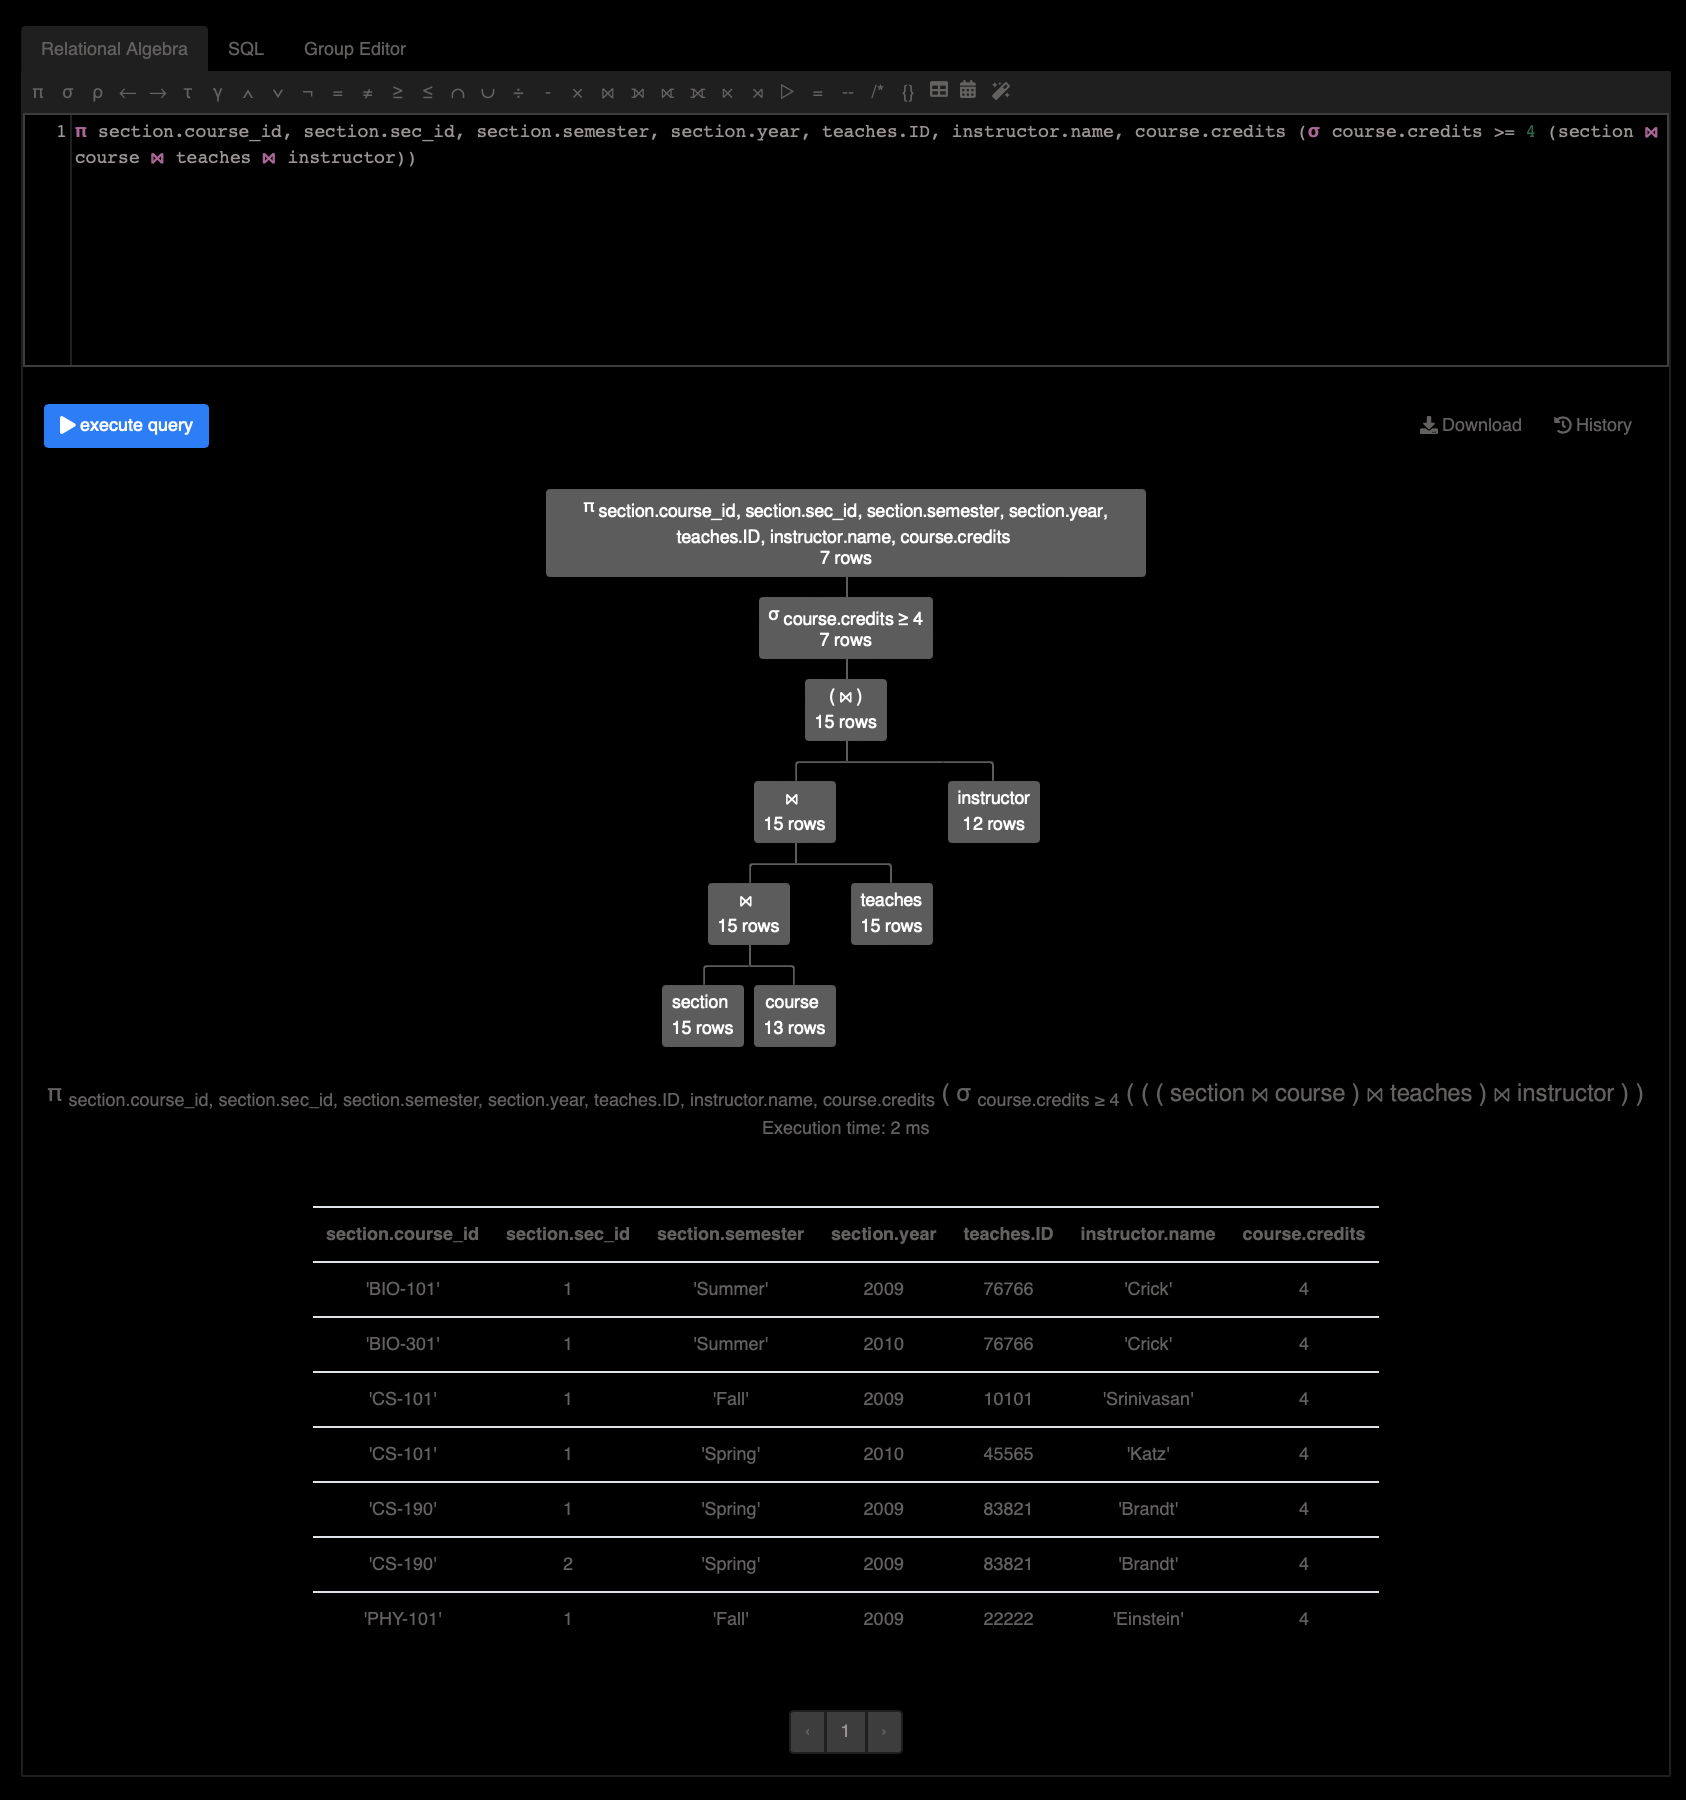 Relational Algebra SQL Group Editor
π σ ρ ← → τ γ ∧ ∨ ¬ = ≠ ≥ ≤ ∩ ∪ ÷ - × ⋈ ⟕ ⟖ ⟗ ⋉ ⋊ ▷ = -- /* {}
1 π section.course_id, section.sec_id, section.semester, section.year, teaches.ID, instructor.name, course.credits (σ course.credits >= 4 (section ⋈
course ⋈ teaches ⋈ instructor))
execute query Download History
π section.course_id, section.sec_id, section.semester, section.year,
teaches.ID, instructor.name, course.credits
7 rows
σ course.credits ≥ 4
7 rows
( ⋈ )
15 rows
⋈ instructor
15 rows 12 rows
⋈ teaches
15 rows 15 rows
section course
15 rows 13 rows
π section.course_id, section.sec_id, section.semester, section.year, teaches.ID, instructor.name, course.credits ( σ course.credits ≥ 4 ( ( ( section ⋈ course ) ⋈ teaches ) ⋈ instructor ) )
Execution time: 2 ms
section.course_id section.sec_id section.semester section.year teaches.ID instructor.name course.credits
'BIO-101' 1 'Summer' 2009 76766 'Crick' 4
'BIO-301' 1 'Summer' 2010 76766 'Crick' 4
'CS-101' 1 'Fall' 2009 10101 'Srinivasan' 4
'CS-101' 1 'Spring' 2010 45565 'Katz' 4
'CS-190' 1 'Spring' 2009 83821 'Brandt' 4
'CS-190' 2 'Spring' 2009 83821 'Brandt' 4
'PHY-101' 1 'Fall' 2009 22222 'Einstein' 4
‹ 1 ›